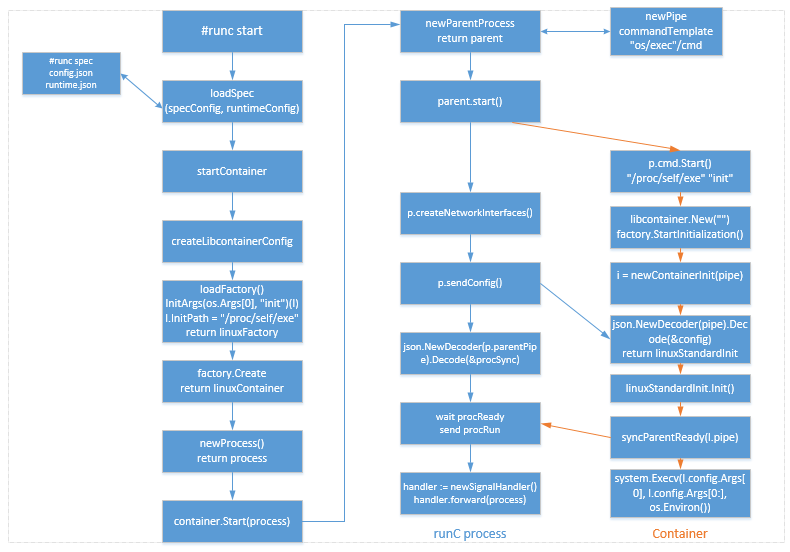 #runc start
#runc spec
config.json
runtime.json
loadSpec
(specConfig, runtimeConfig)
startContainer
createLibcontainerConfig
loadFactory()
InitArgs(os.Args[0], "init")(l)
l.InitPath = "/proc/self/exe"
return linuxFactory
factory.Create
return linuxContainer
newProcess()
return process
container.Start(process)
newParentProcess
return parent
newPipe
commandTemplate
"os/exec"/cmd
parent.start()
p.createNetworkInterfaces()
p.sendConfig()
json.NewDecoder(p.parentPip
e).Decode(&procSync)
wait procReady
send procRun
handler := newSignalHandler()
handler.forward(process)
runC process
p.cmd.Start()
"/proc/self/exe" "init"
libcontainer.New("")
factory.StartInitialization()
i = newContainerInit(pipe)
json.NewDecoder(pipe).Dec
ode(&config)
return linuxStandardInit
linuxStandardInit.Init()
syncParentReady(l.pipe)
system.Execv(l.config.Args[
0], l.config.Args[0:],
os.Environ())
Container